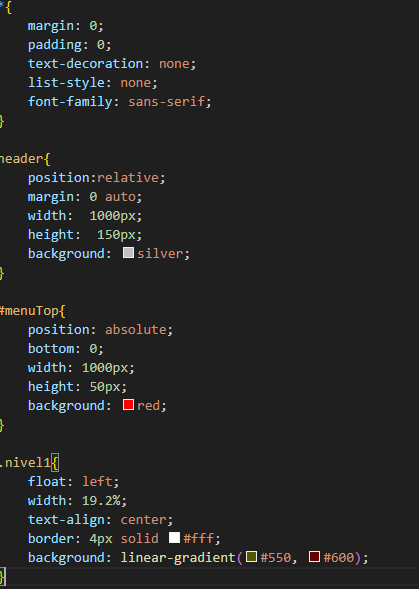 *{
margin: 0;
padding: 0;
text-decoration: none;
list-style: none;
font-family: sans-serif;
}
header{
position:relative;
margin: 0 auto;
width:  1000px;
height:  150px;
background: silver;
}
#menuTop{
position: absolute;
bottom: 0;
width: 1000px;
height: 50px;
background: red;
}
.nivel1{
float: left;
width: 19.2%;
text-align: center;
border: 4px solid #fff;
background: linear-gradient(#550, #600);
}